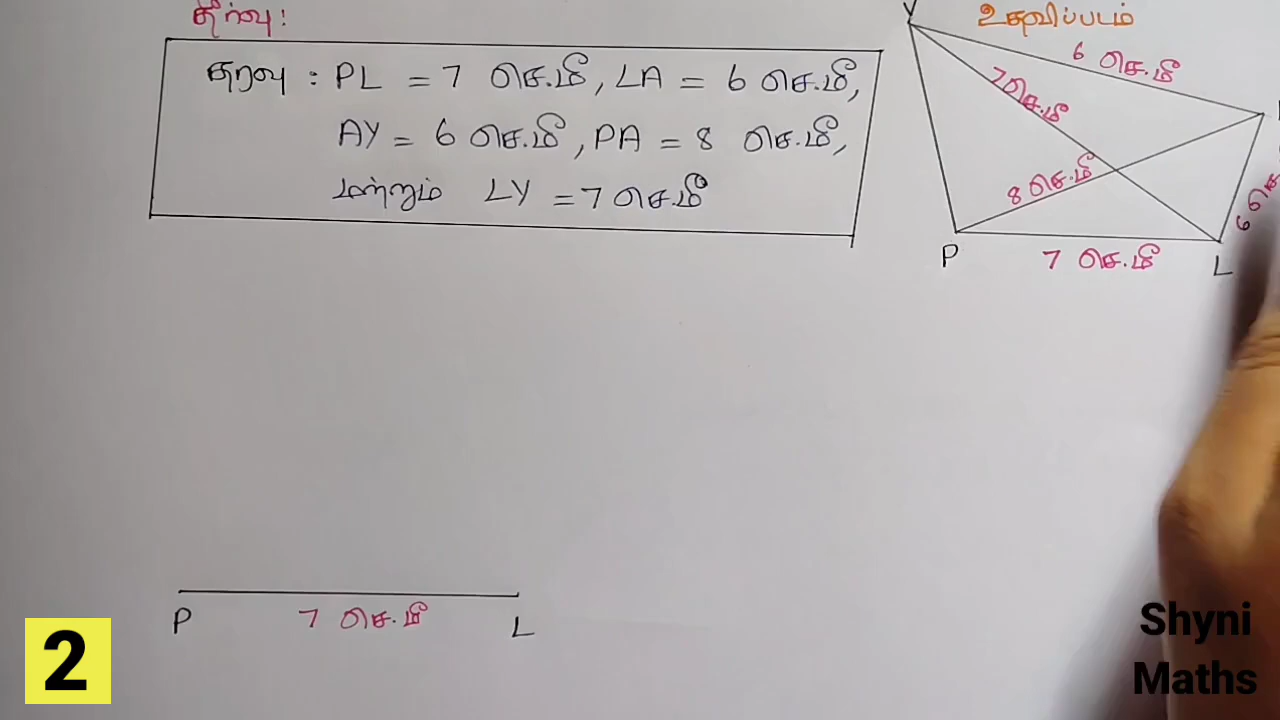 தீர்வு:
தரவு : PL = 7 செ.மீ, LA = 6 செ.மீ,
AY = 6 செ.மீ, PA = 8 செ.மீ,
மற்றும் LY = 7 செ.மீ
உதவிப்படம்
Y
6 செ.மீ
7 செ.மீ
8 செ.மீ
P
7 செ.மீ
L
P
7 செ.மீ
L
2
Shyni
Maths